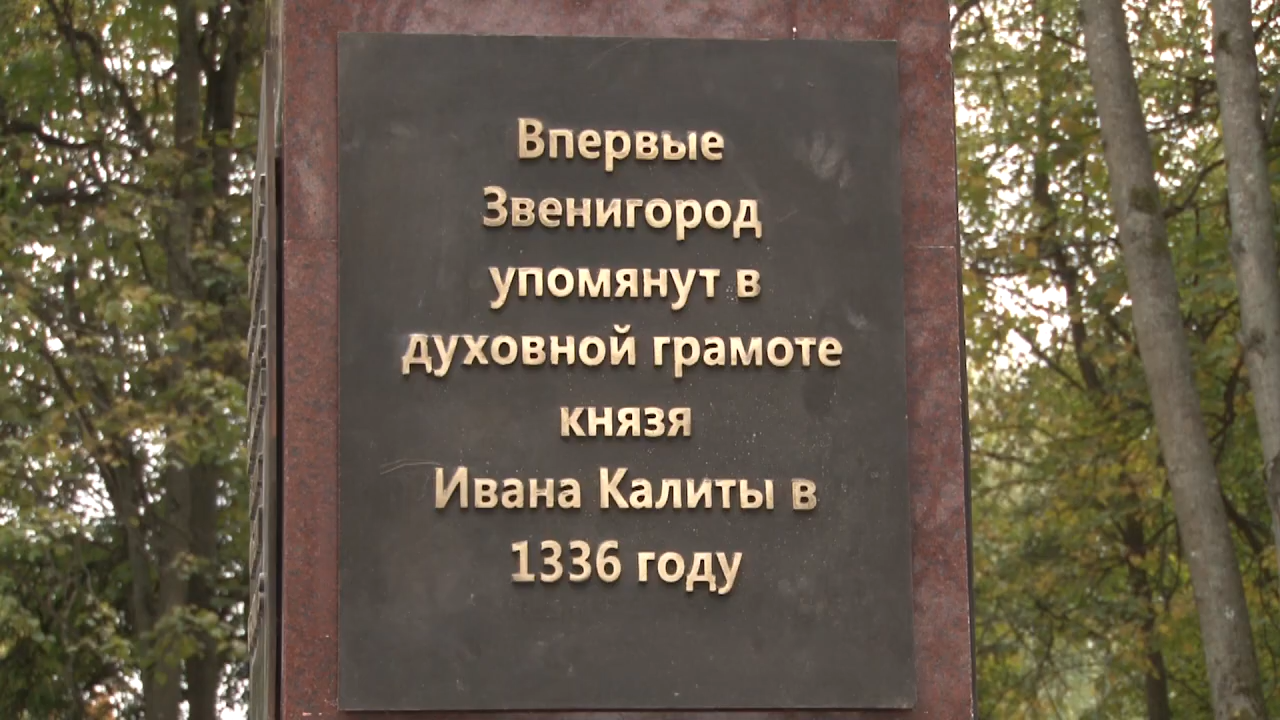 Впервые
Звенигород
упомянут в
духовной грамоте
князя
Ивана Калиты в
1336 году